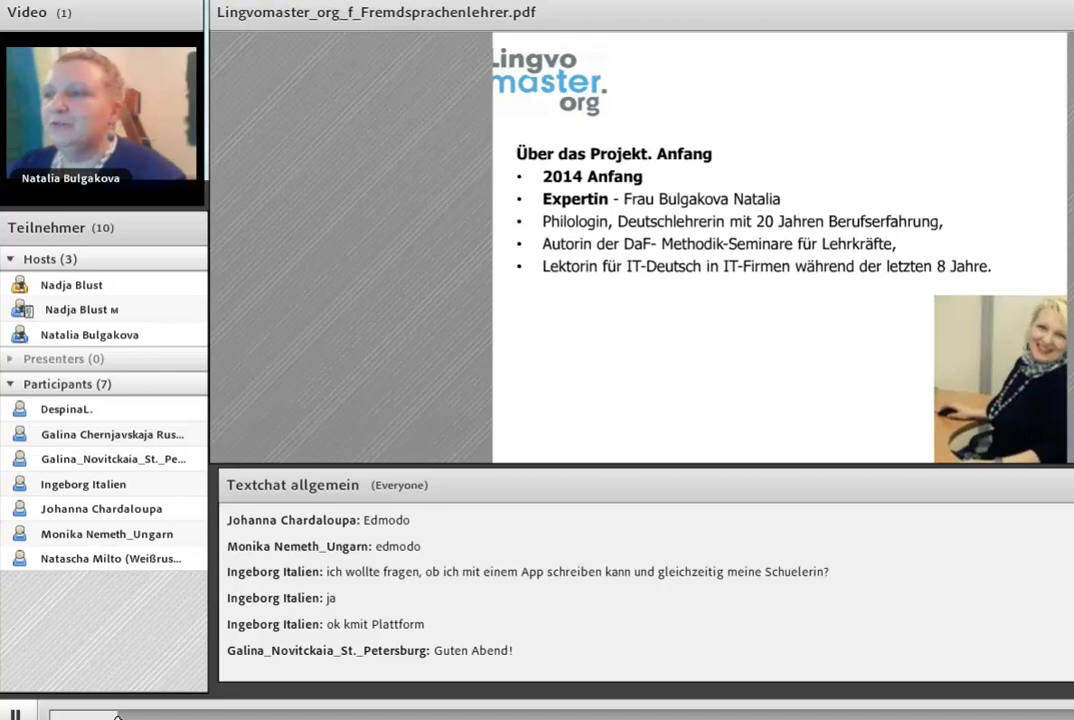 Video (1)
Natalia Bulgakova
Teilnehmer (10)
Hosts (3)
Nadja Blust
Nadja Blust м
Natalia Bulgakova
Presenters (0)
Participants (7)
DespinaL.
Galina Chernjavskaja Rus...
Galina_Novitckaia_St._Pe...
Ingeborg Italien
Johanna Chardaloupa
Monika Nemeth_Ungarn
Natascha Milto (Weißrus...
Lingvomaster_org_f_Fremdsprachenlehrer.pdf
Lingvo
master.
org
Über das Projekt. Anfang
• 2014 Anfang
• Expertin - Frau Bulgakova Natalia
• Philologin, Deutschlehrerin mit 20 Jahren Berufserfahrung,
• Autorin der DaF- Methodik-Seminare für Lehrkräfte,
• Lektorin für IT-Deutsch in IT-Firmen während der letzten 8 Jahre.
Textchat allgemein (Everyone)
Johanna Chardaloupa: Edmodo
Monika Nemeth_Ungarn: edmodo
Ingeborg Italien: ich wollte fragen, ob ich mit einem App schreiben kann und gleichzeitig meine Schuelerin?
Ingeborg Italien: ja
Ingeborg Italien: ok kmit Plattform
Galina_Novitckaia_St._Petersburg: Guten Abend!